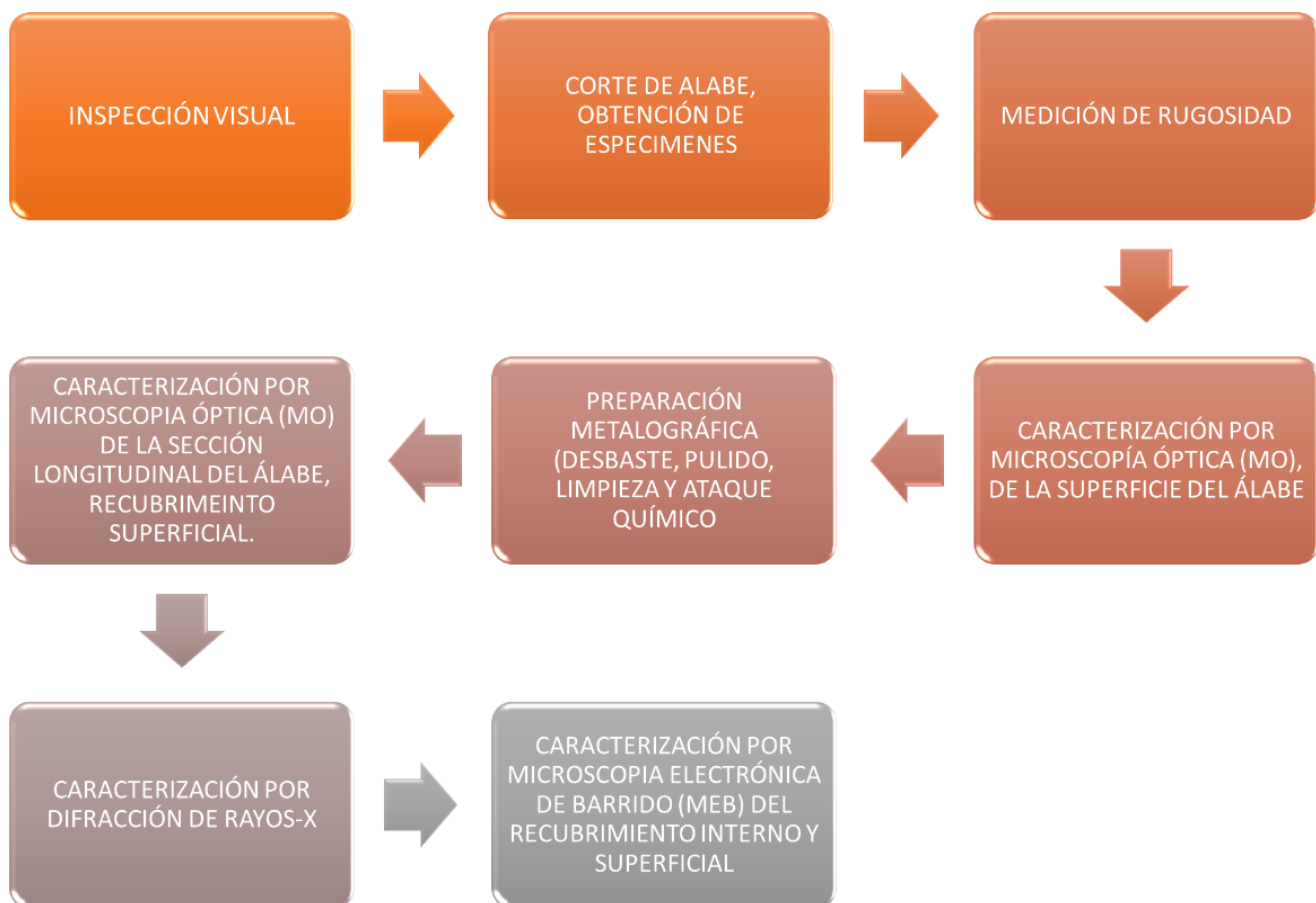 INSPECCIÓN VISUAL
CORTE DE ALABE,
OBTENCIÓN DE
ESPECIMENES
MEDICIÓN DE RUGOSIDAD
CARACTERIZACIÓN POR
MICROSCOPÍA ÓPTICA (MO),
DE LA SUPERFICIE DEL ÁLABE
PREPARACIÓN
METALOGRÁFICA
(DESBASTE, PULIDO,
LIMPIEZA Y ATAQUE
QUÍMICO
CARACTERIZACIÓN POR
MICROSCOPIA ÓPTICA (MO)
DE LA SECCIÓN
LONGITUDINAL DEL ÁLABE,
RECUBRIMEINTO
SUPERFICIAL.
CARACTERIZACIÓN POR
DIFRACCIÓN DE RAYOS-X
CARACTERIZACIÓN POR
MICROSCOPIA ELECTRÓNICA
DE BARRIDO (MEB) DEL
RECUBRIMIENTO INTERNO Y
SUPERFICIAL